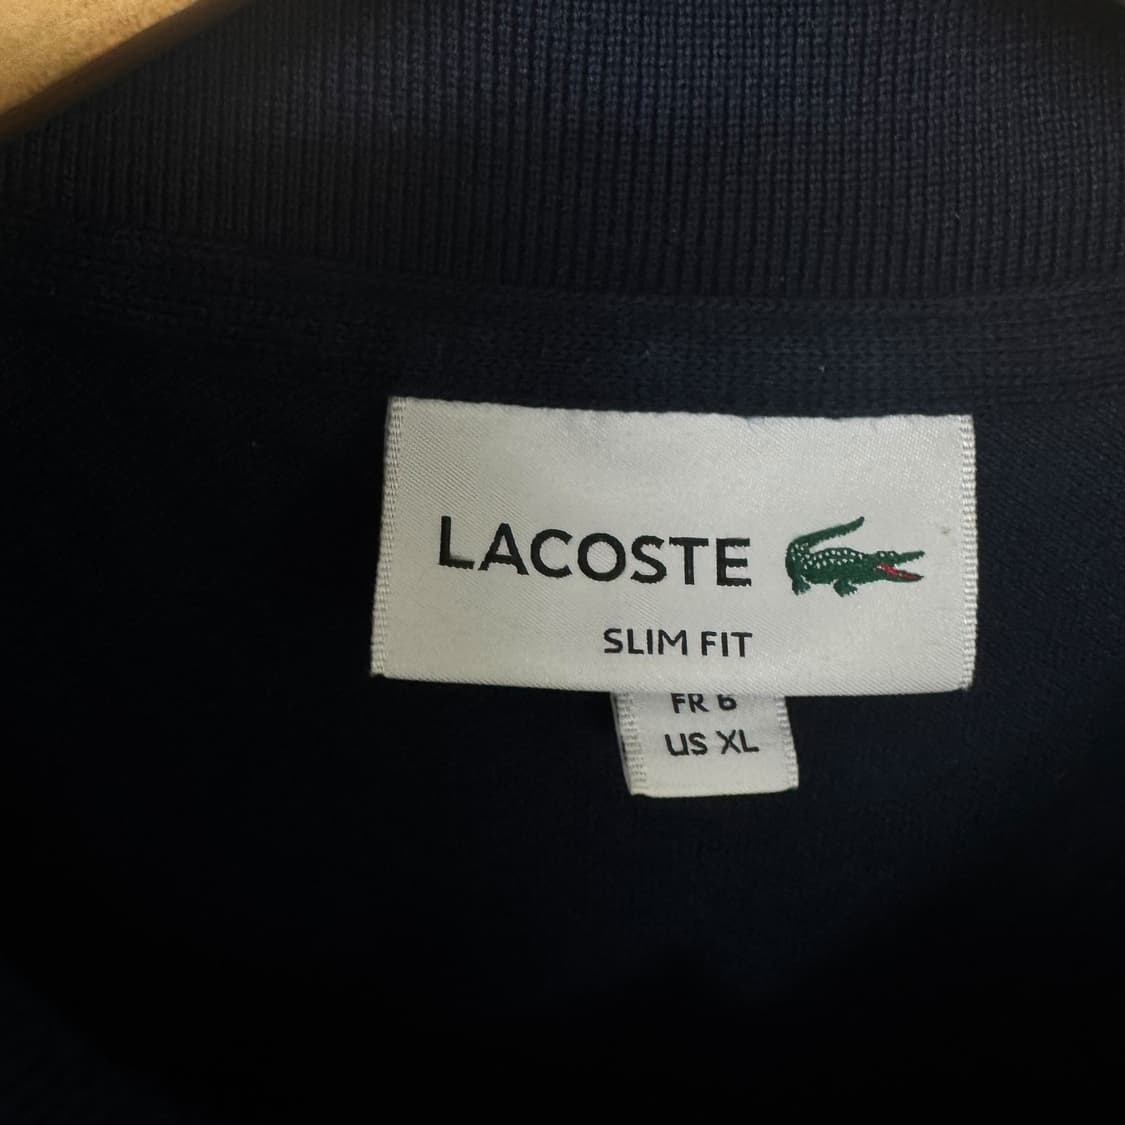 LACOSTE
SLIM FIT
FR 6
US XL